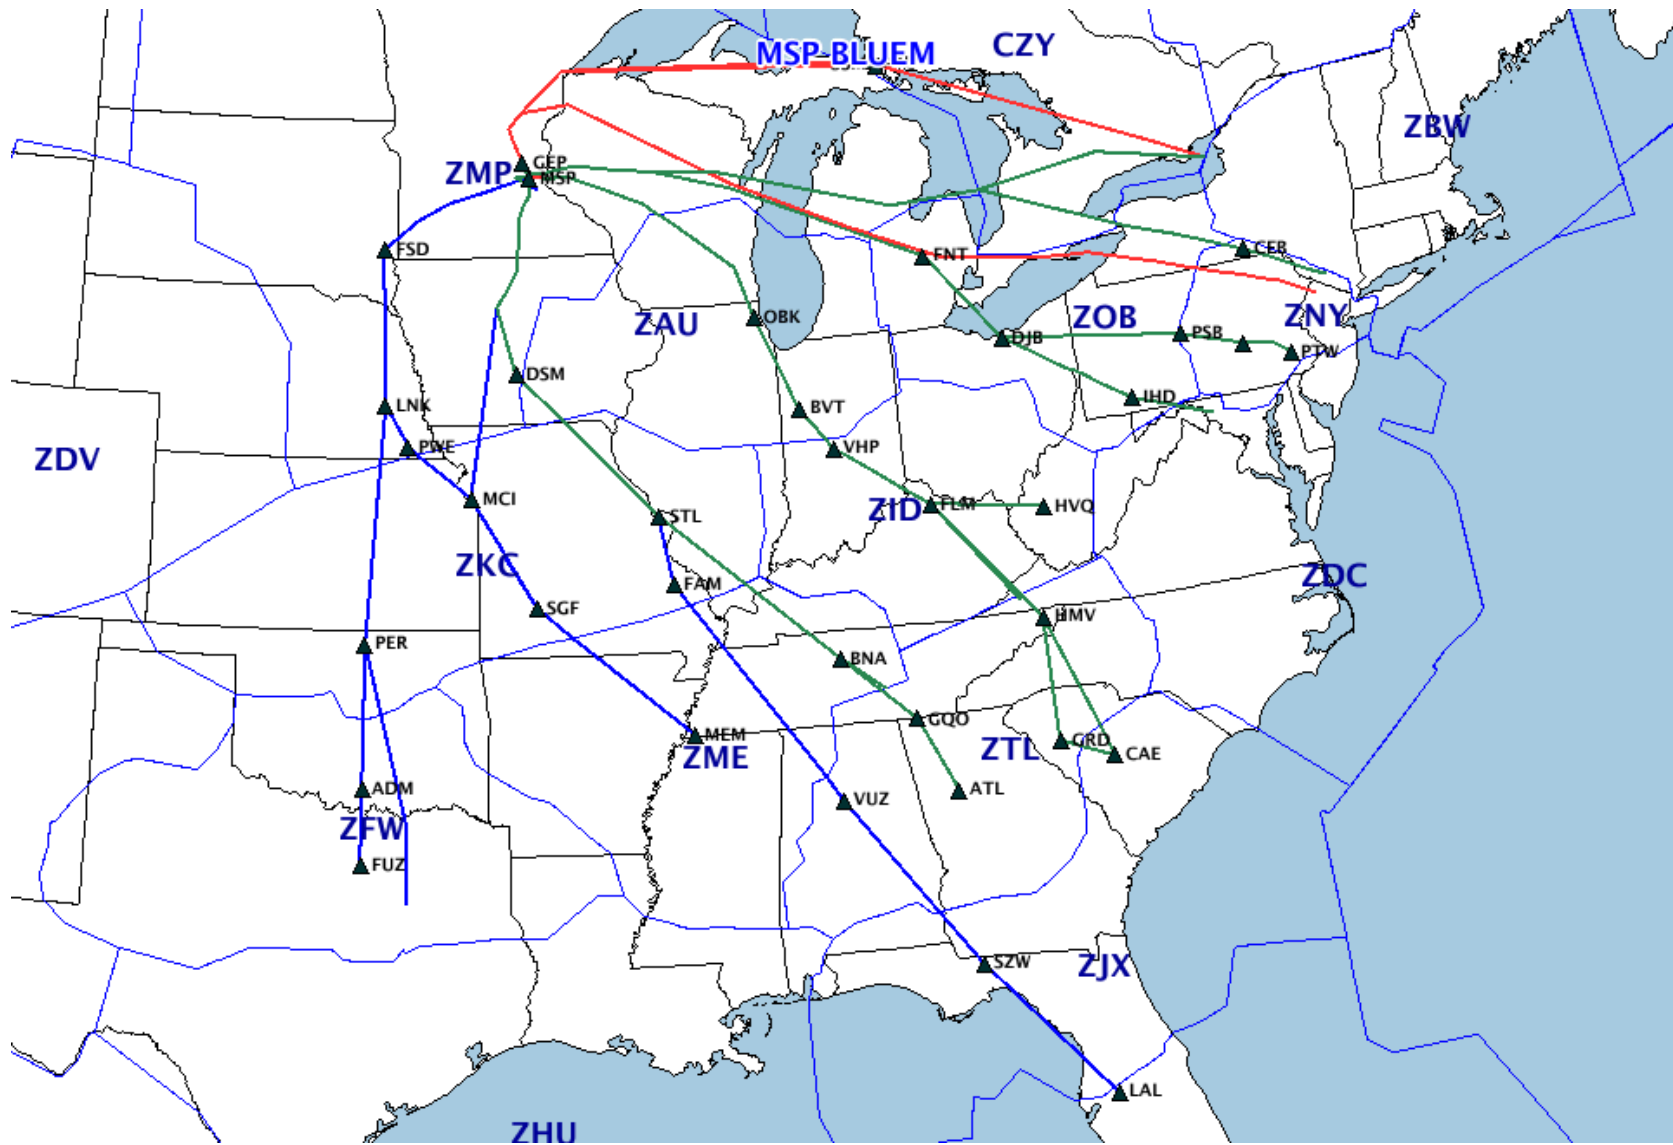 CZY
MSP BLUEM
ZBW
GEP
ZMP
MSP
FSD
CFB
FNT
OBK
ZAU
ZOB
ZNY
DJB
PSB
PTW
DSM
IHD
LNK
BVT
PWE
VHP
ZDV
MCI
STL
ZID
FLM
HVQ
ZKC
FAM
ZDC
SGF
HMV
PER
BNA
GQO
MEM
ZME
ZTL
GRD
CAE
ADM
VUZ
ATL
ZFW
FUZ
SZW
ZJX
LAL
ZHU